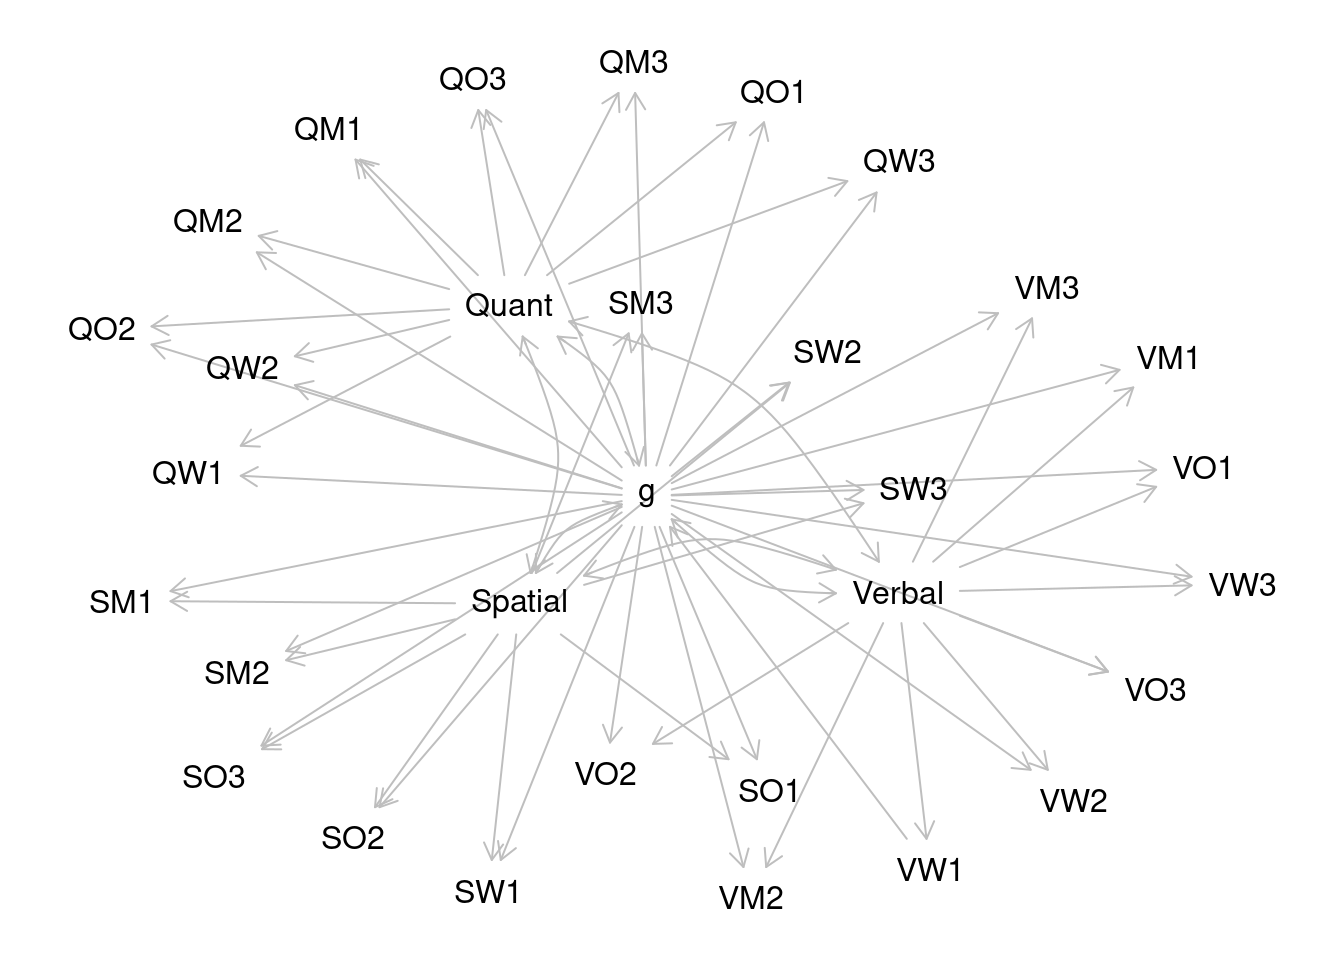 QM3
QO3
QO1
QM1
QW3
QM2
VM3
Quant
SM3
QO2
SW2
VM1
QW2
VO1
QW1
g
SW3
VW3
Verbal
Spatial
SM1
SM2
VO3
VO2
SO3
SO1
VW2
SO2
VW1
SW1
VM2